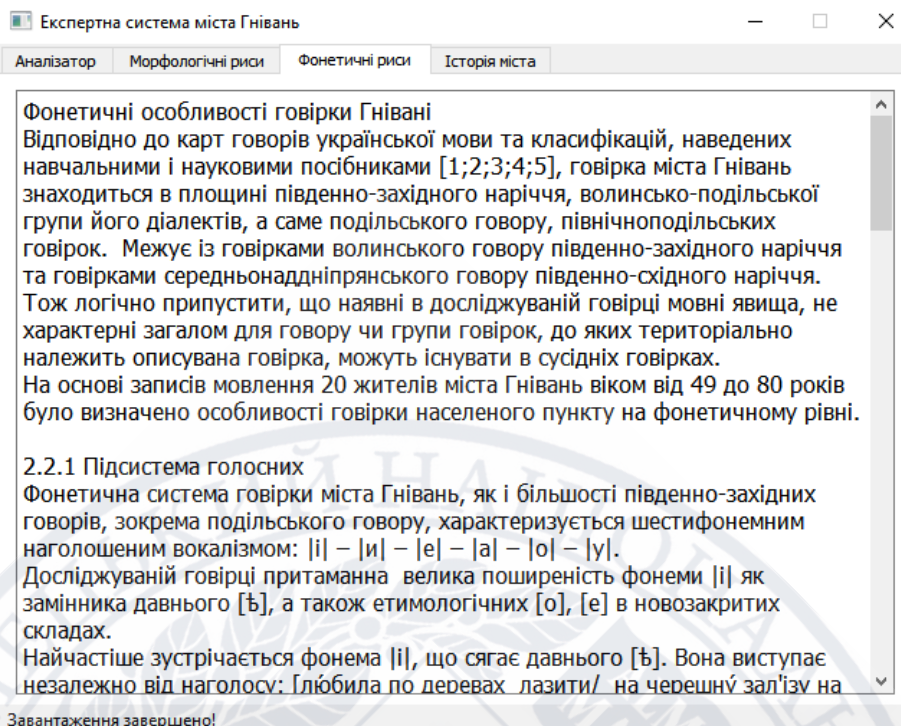 Експертна система міста Гнівань
Аналізатор Морфологічні риси Фонетичні риси Історія міста
Фонетичні особливості говірки Гнівані
Відповідно до карт говорів української мови та класифікацій, наведених
навчальними і науковими посібниками [1;2;3;4;5], говірка міста Гнівань
знаходиться в площині південно-західного наріччя, волинсько-подільської
групи його діалектів, а саме подільського говору, північноподільських
говірок. Межує із говірками волинського говору південно-західного наріччя
та говірками середньонаддніпрянського говору південно-східного наріччя.
Тож логічно припустити, що наявні в досліджуваній говірці мовні явища, не
характерні загалом для говору чи групи говірок, до яких територіально
належить описувана говірка, можуть існувати в сусідніх говірках.
На основі записів мовлення 20 жителів міста Гнівань віком від 49 до 80 років
було визначено особливості говірки населеного пункту на фонетичному рівні.
2.2.1 Підсистема голосних
Фонетична система говірки міста Гнівань, як і більшості південно-західних
говорів, зокрема подільського говору, характеризується шестифонемним
наголошеним вокалізмом: |і| – |и| – |е| – |а| – |о| – |у|.
Досліджуваній говірці притаманна велика поширеність фонеми |і| як
замінника давнього [ѣ], а також етимологічних [о], [е] в новозакритих
складах.
Найчастіше зустрічається фонема |і|, що сягає давнього [ѣ]. Вона виступає
незалежно від наголосу: [лю́била по деревах лазити/ на черешну́ зал'ізу на
Завантаження завершено!
КИЙ НАЦІО